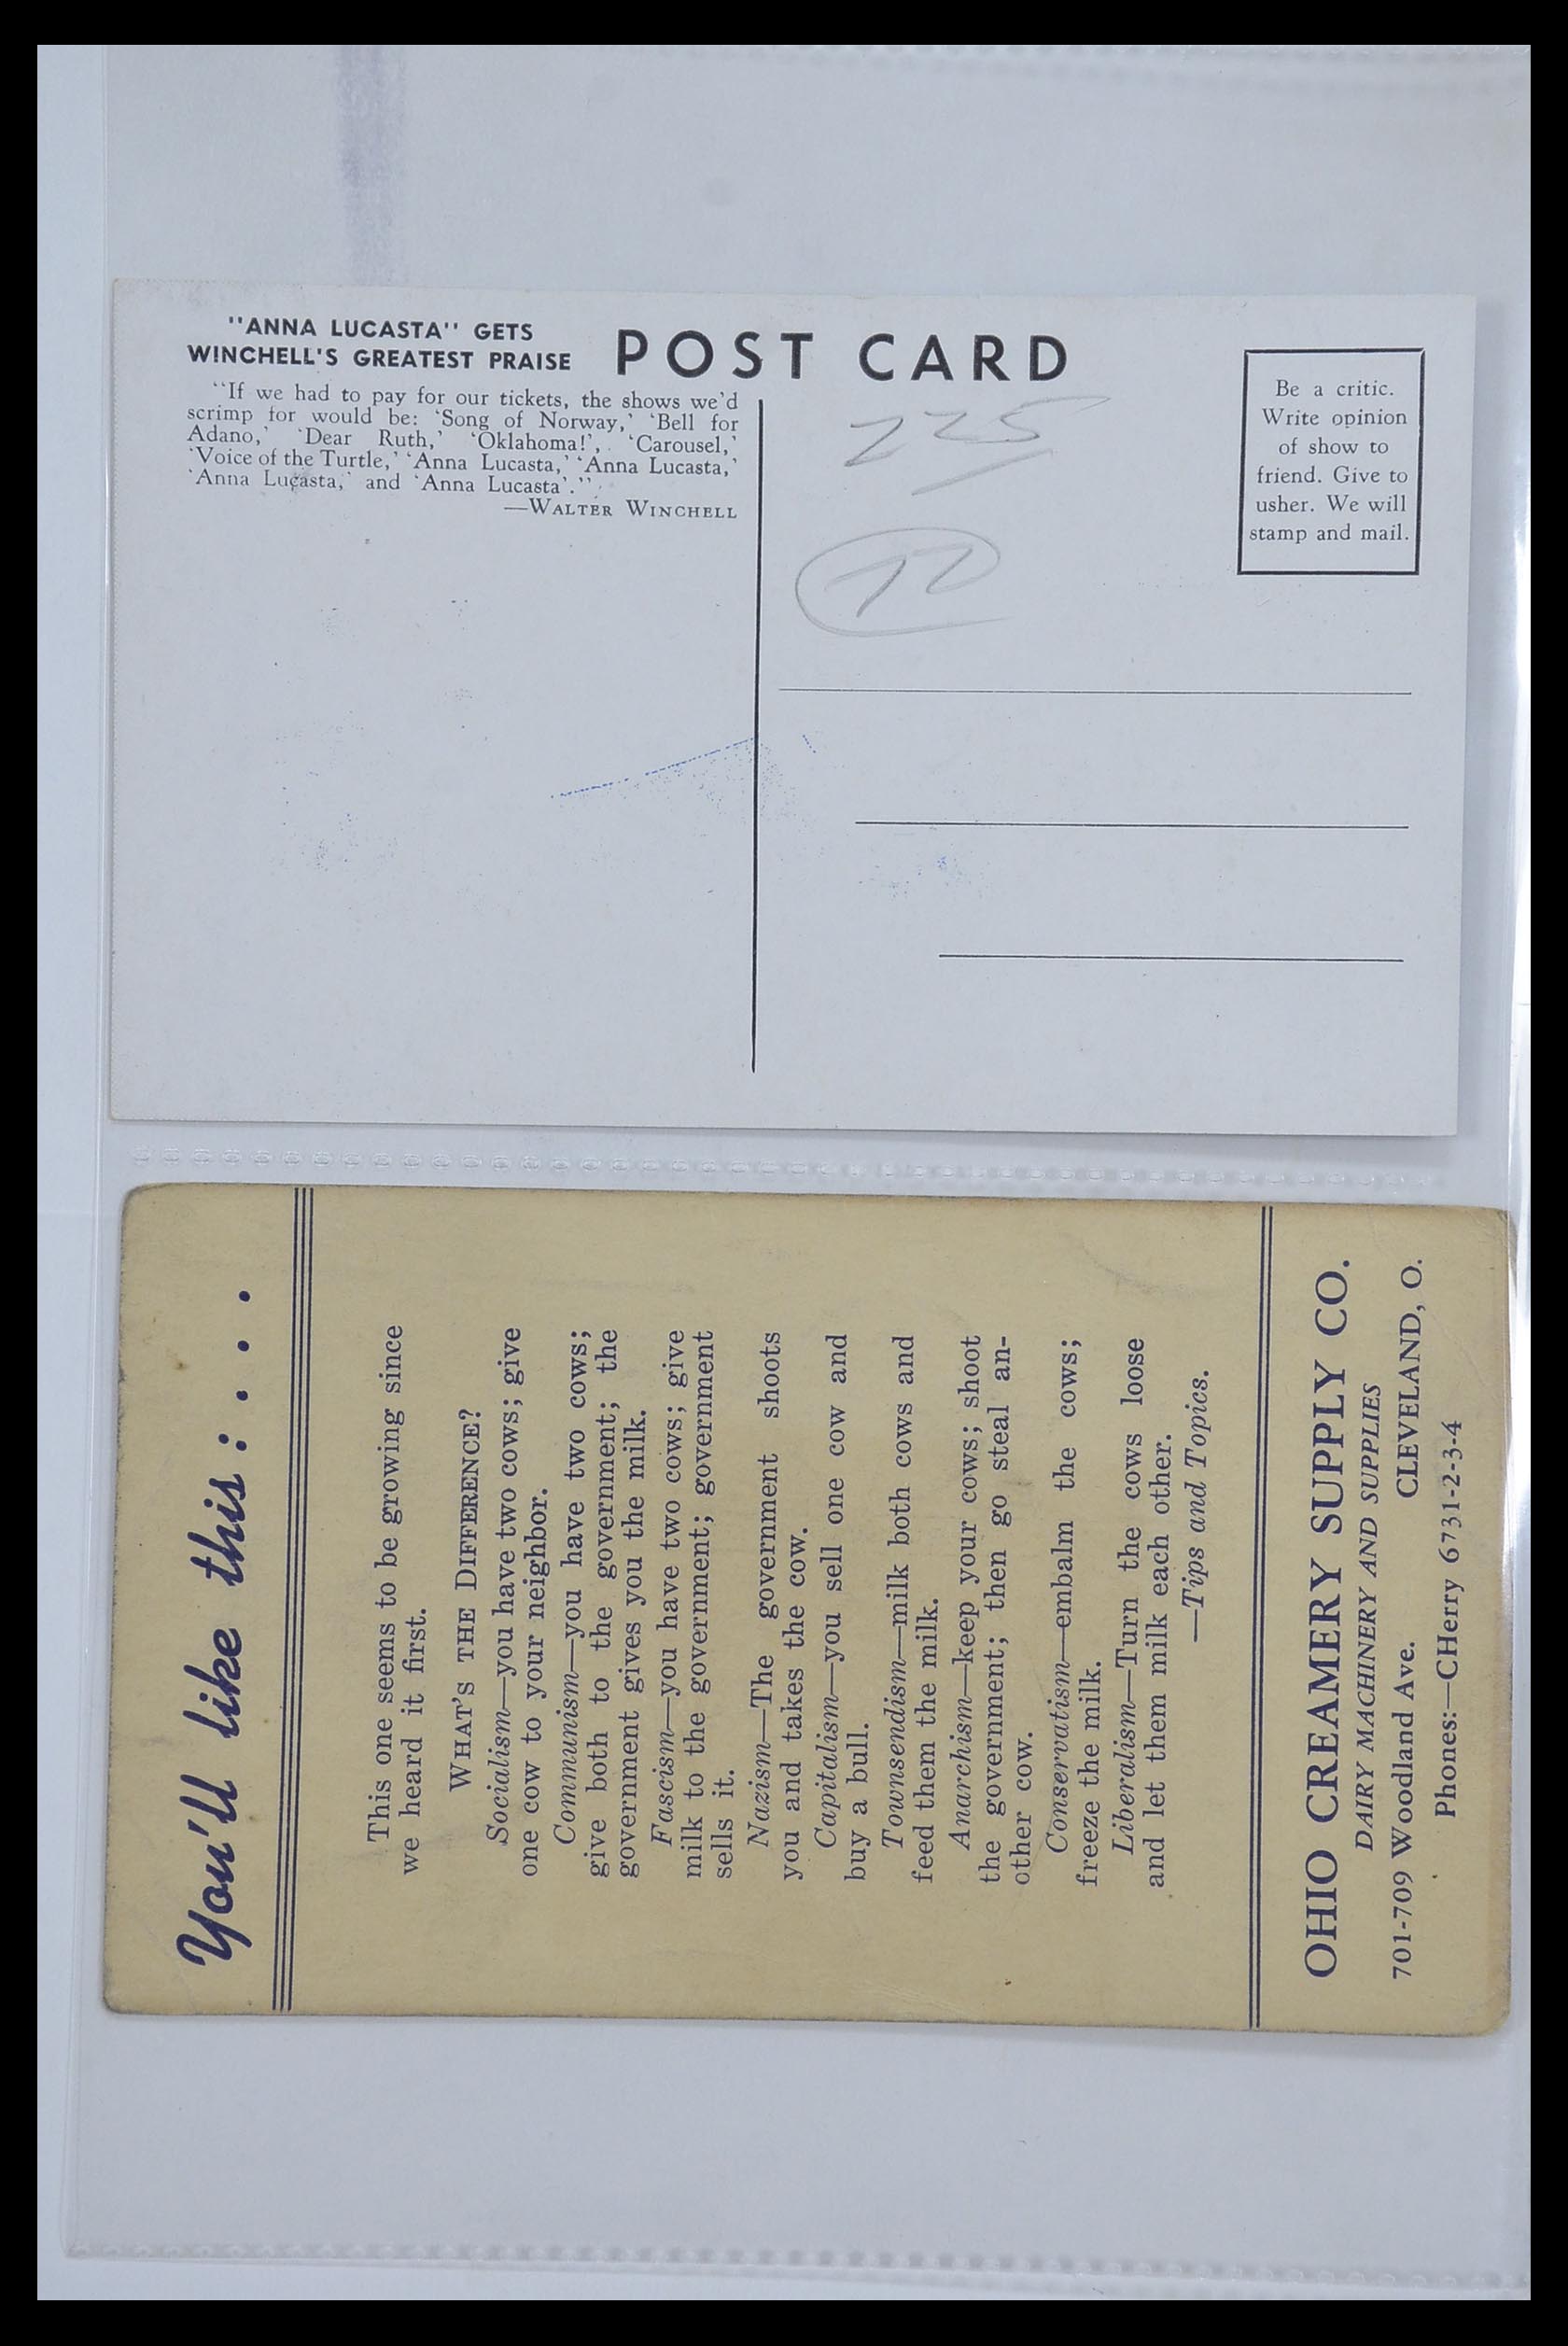 "ANNA LUCASTA" GETS
WINCHELL'S GREATEST PRAISE
"If we had to pay for our tickets, the shows we'd
scrimp for would be: 'Song of Norway,' 'Bell for
Adano,' 'Dear Ruth,' 'Oklahoma!', 'Carousel,'
'Voice of the Turtle,' 'Anna Lucasta,' 'Anna Lucasta,'
'Anna Lucasta,' and 'Anna Lucasta'."
—WALTER WINCHELL
POST CARD
225
Be a critic.
Write opinion
of show to
friend. Give to
usher. We will
stamp and mail.
You'll like this: . . .
This one seems to be growing since
we heard it first.
WHAT'S THE DIFFERENCE?
Socialism—you have two cows; give
one cow to your neighbor.
Communism—you have two cows;
give both to the government; the
government gives you the milk.
Fascism—you have two cows; give
milk to the government; government
sells it.
Nazism—The government shoots
you and takes the cow.
Capitalism—you sell one cow and
buy a bull.
Townsendism—milk both cows and
feed them the milk.
Anarchism—keep your cows; shoot
the government; then go steal an-
other cow.
Conservatism—embalm the cows;
freeze the milk.
Liberalism—Turn the cows loose
and let them milk each other.
—Tips and Topics.
OHIO CREAMERY SUPPLY CO.
DAIRY MACHINERY AND SUPPLIES
701-709 Woodland Ave. CLEVELAND, O.
Phones:—CHerry 6731-2-3-4